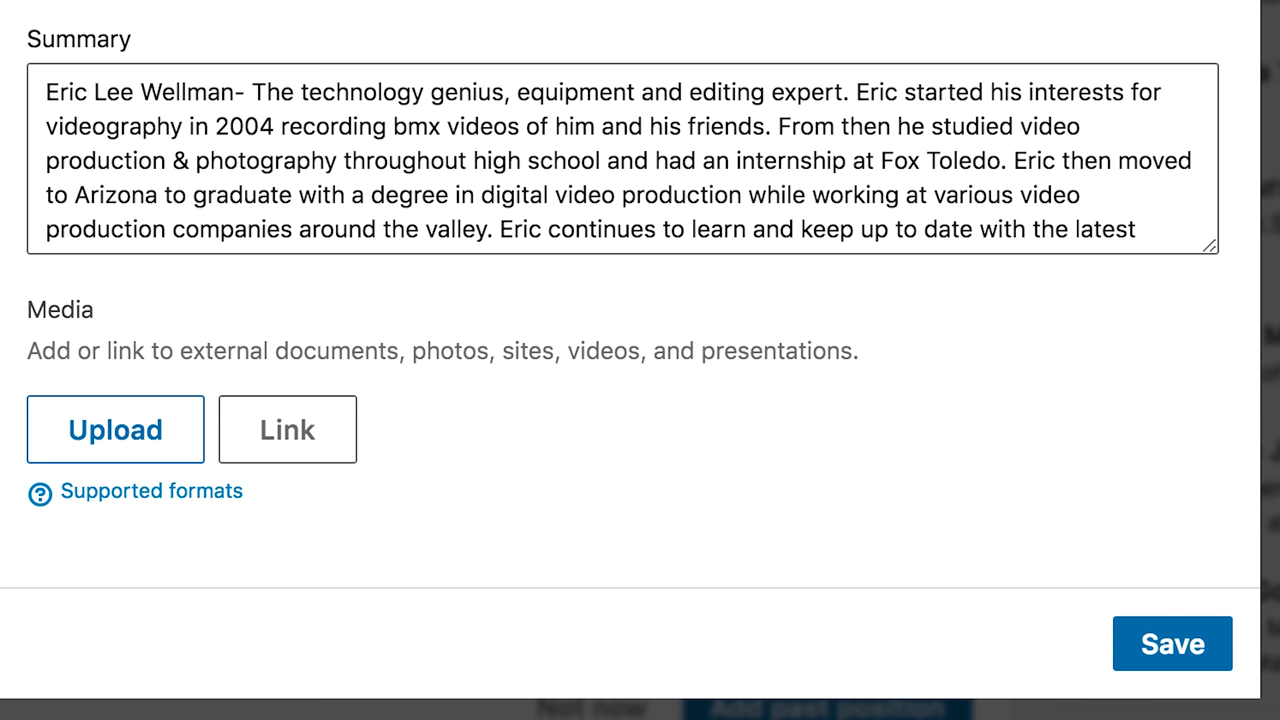 Summary
Eric Lee Wellman- The technology genius, equipment and editing expert. Eric started his interests for
videography in 2004 recording bmx videos of him and his friends. From then he studied video
production & photography throughout high school and had an internship at Fox Toledo. Eric then moved
to Arizona to graduate with a degree in digital video production while working at various video
production companies around the valley. Eric continues to learn and keep up to date with the latest
Media
Add or link to external documents, photos, sites, videos, and presentations.
Upload Link
Supported formats
Save
Not now Add past position